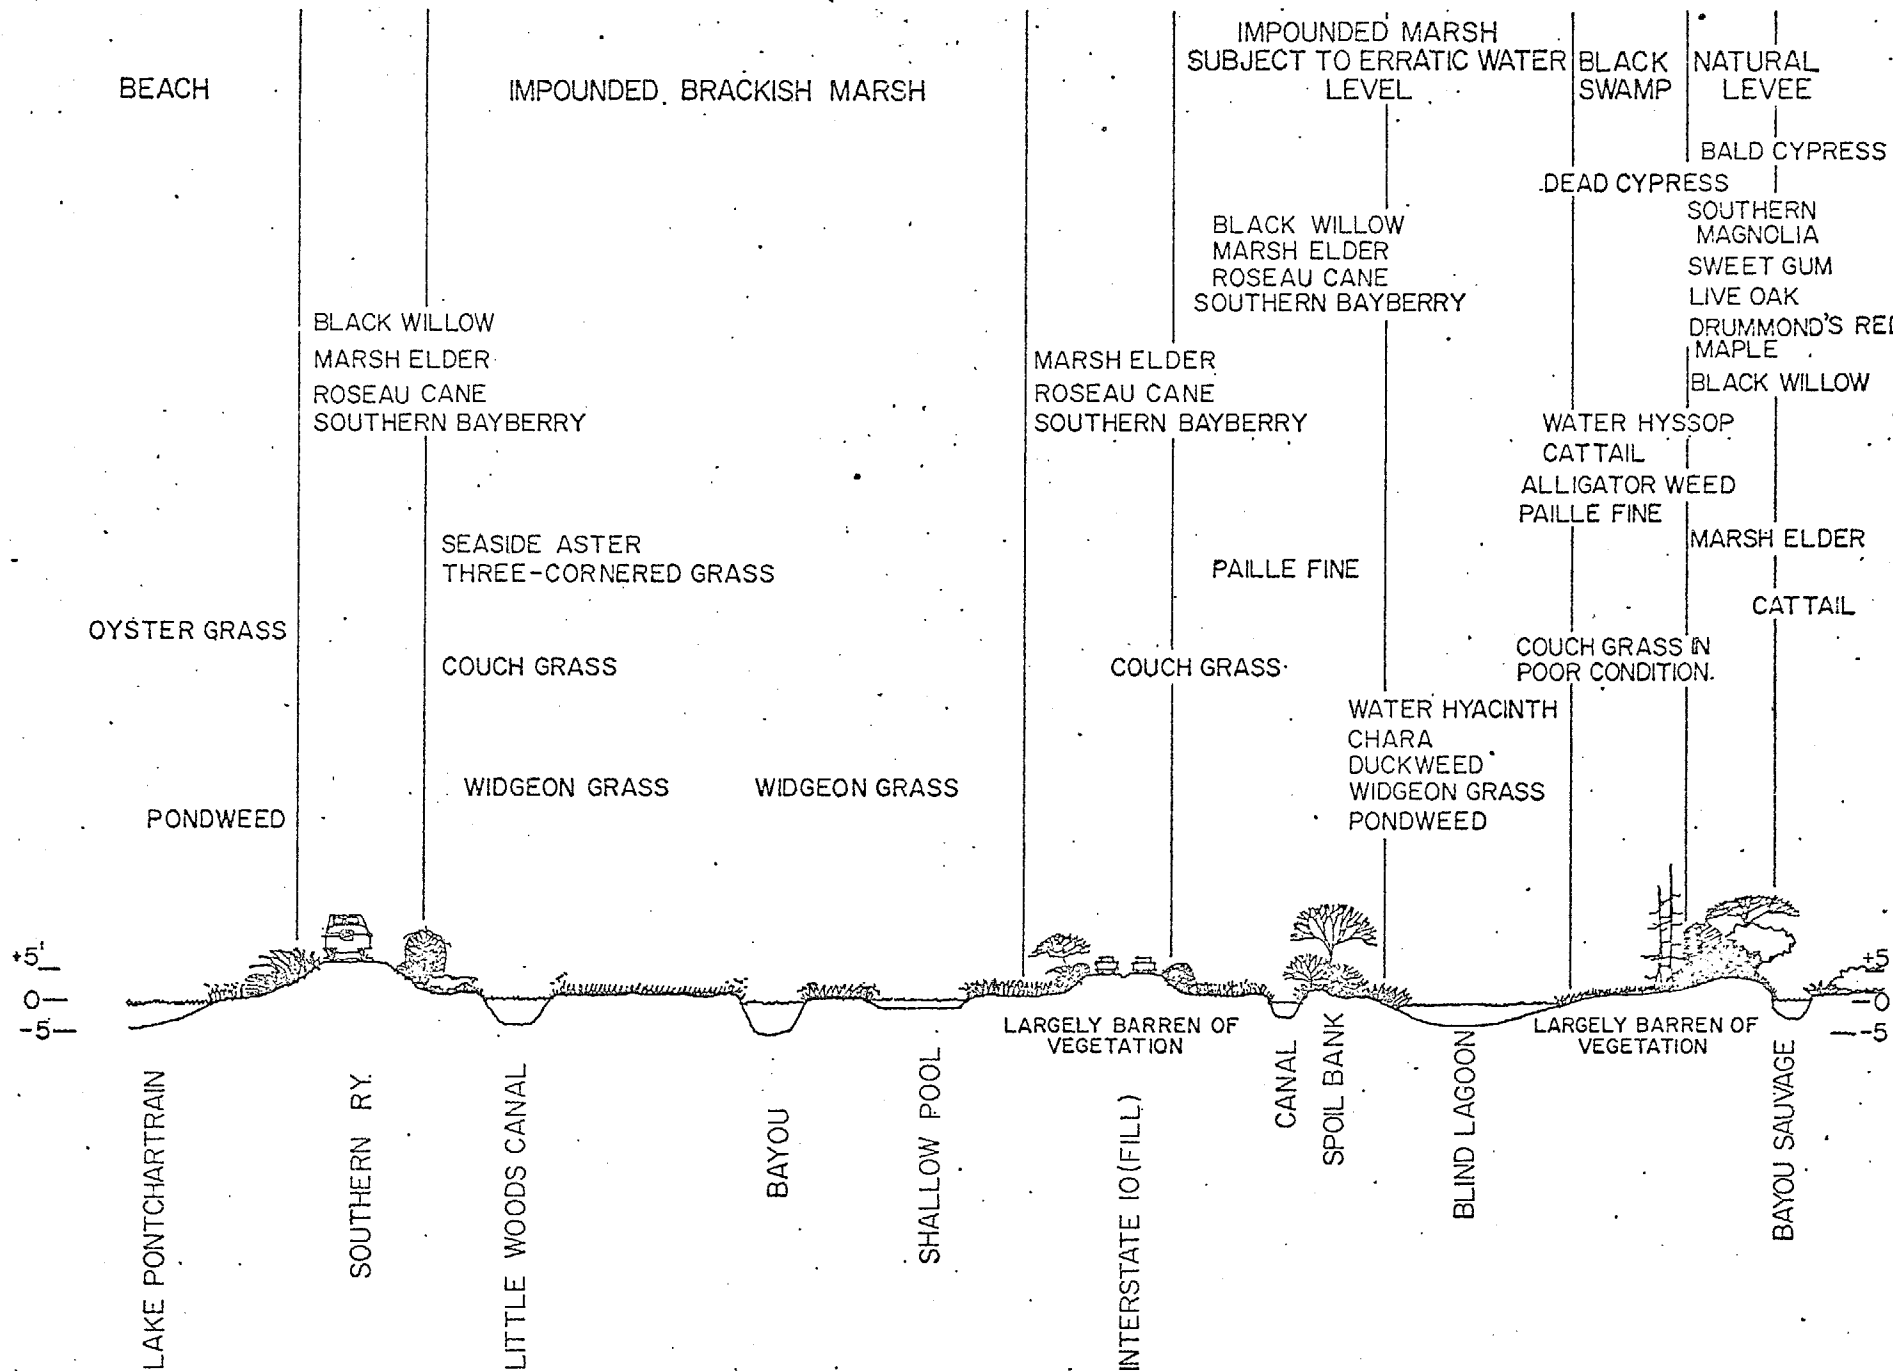 BEACH
IMPOUNDED BRACKISH MARSH
IMPOUNDED MARSH
SUBJECT TO ERRATIC WATER
LEVEL
BLACK
SWAMP
NATURAL
LEVEE
BALD CYPRESS
DEAD CYPRESS
SOUTHERN
MAGNOLIA
SWEET GUM
LIVE OAK
DRUMMOND'S RED
MAPLE
BLACK WILLOW
BLACK WILLOW
MARSH ELDER
ROSEAU CANE
SOUTHERN BAYBERRY
BLACK WILLOW
MARSH ELDER
ROSEAU CANE
SOUTHERN BAYBERRY
MARSH ELDER
ROSEAU CANE
SOUTHERN BAYBERRY
WATER HYSSOP
CATTAIL
ALLIGATOR WEED
PAILLE FINE
MARSH ELDER
SEASIDE ASTER
THREE-CORNERED GRASS
PAILLE FINE
CATTAIL
OYSTER GRASS
COUCH GRASS
COUCH GRASS
COUCH GRASS IN
POOR CONDITION.
WATER HYACINTH
CHARA
DUCKWEED
WIDGEON GRASS
PONDWEED
WIDGEON GRASS
WIDGEON GRASS
PONDWEED
+5'
0
-5
+5
0
-5
LARGELY BARREN OF
VEGETATION
LARGELY BARREN OF
VEGETATION
LAKE PONTCHARTRAIN
SOUTHERN RY.
LITTLE WOODS CANAL
BAYOU
SHALLOW POOL
INTERSTATE 10 (FILL)
CANAL
SPOIL BANK
BLIND LAGOON
BAYOU SAUVAGE